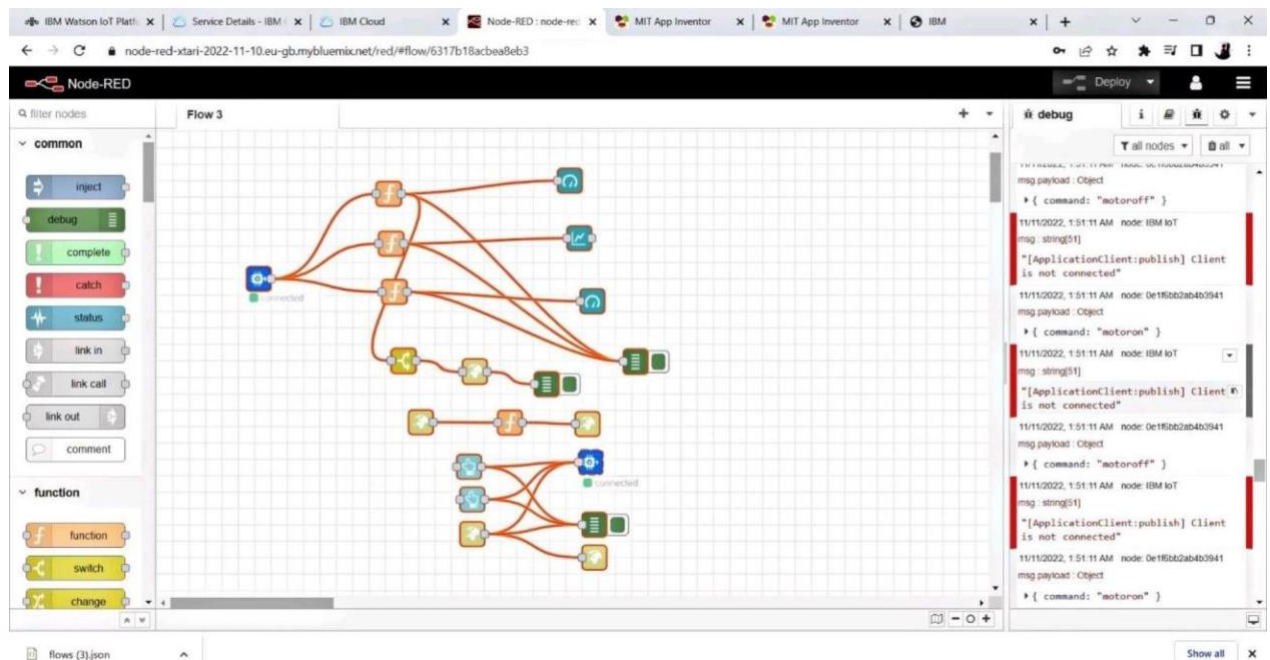 IBM Watson IoT Platf
Service Details - IBM
IBM Cloud
Node-RED : node-rec
MIT App Inventor
MIT App Inventor
IBM
node-red-xtari-2022-11-10.eu-gb.mybluemix.net/red/#flow/6317b18acbea8eb3
Node-RED
Deploy
filter nodes
Flow 3
debug
common
all nodes
all
inject
debug
complete
catch
status
link in
link call
link out
comment
function
function
switch
change
connected
connected
msg.payload : Object
{ command: "motoroff" }
11/11/2022, 1:51:11 AM node: IBM IoT
msg : string[51]
"[ApplicationClient:publish] Client
is not connected"
11/11/2022, 1:51:11 AM node: 0e1f6bb2ab4b3941
msg.payload : Object
{ command: "motoron" }
11/11/2022, 1:51:11 AM node: IBM IoT
msg : string[51]
"[ApplicationClient:publish] Client
is not connected"
11/11/2022, 1:51:11 AM node: 0e1f6bb2ab4b3941
msg.payload : Object
{ command: "motoroff" }
11/11/2022, 1:51:11 AM node: IBM IoT
msg : string[51]
"[ApplicationClient:publish] Client
is not connected"
11/11/2022, 1:51:11 AM node: 0e1f6bb2ab4b3941
msg.payload : Object
{ command: "motoron" }
flows (3).json
Show all